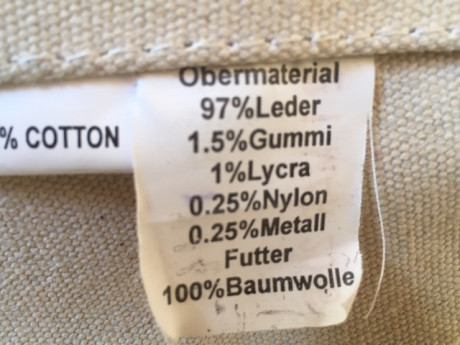 % COTTON
Obermaterial
97%Leder
1.5%Gummi
1%Lycra
0.25%Nylon
0.25%Metall
Futter
100%Baumwolle